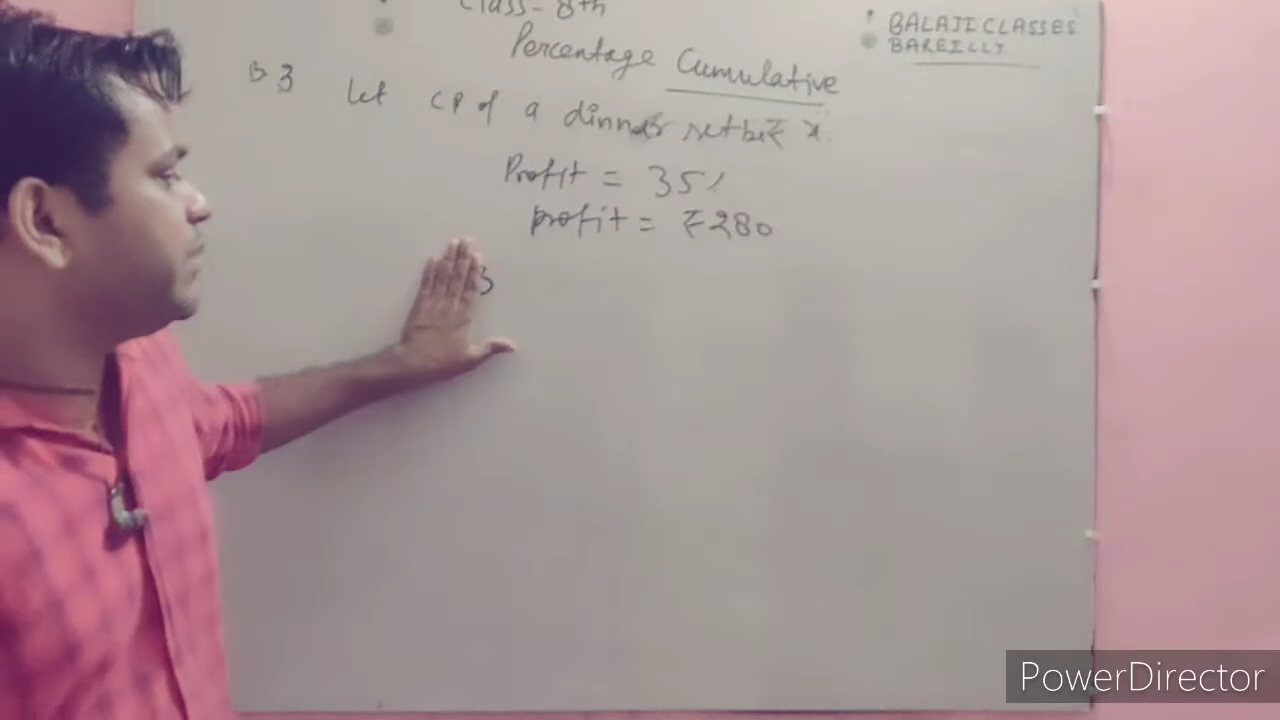 Class- 8th
BALAJI CLASSES
BAREILLY
Percentage Cumulative
3 Let CP of a dinner set be ₹ x.
Profit = 35%
profit = ₹280
3
PowerDirector